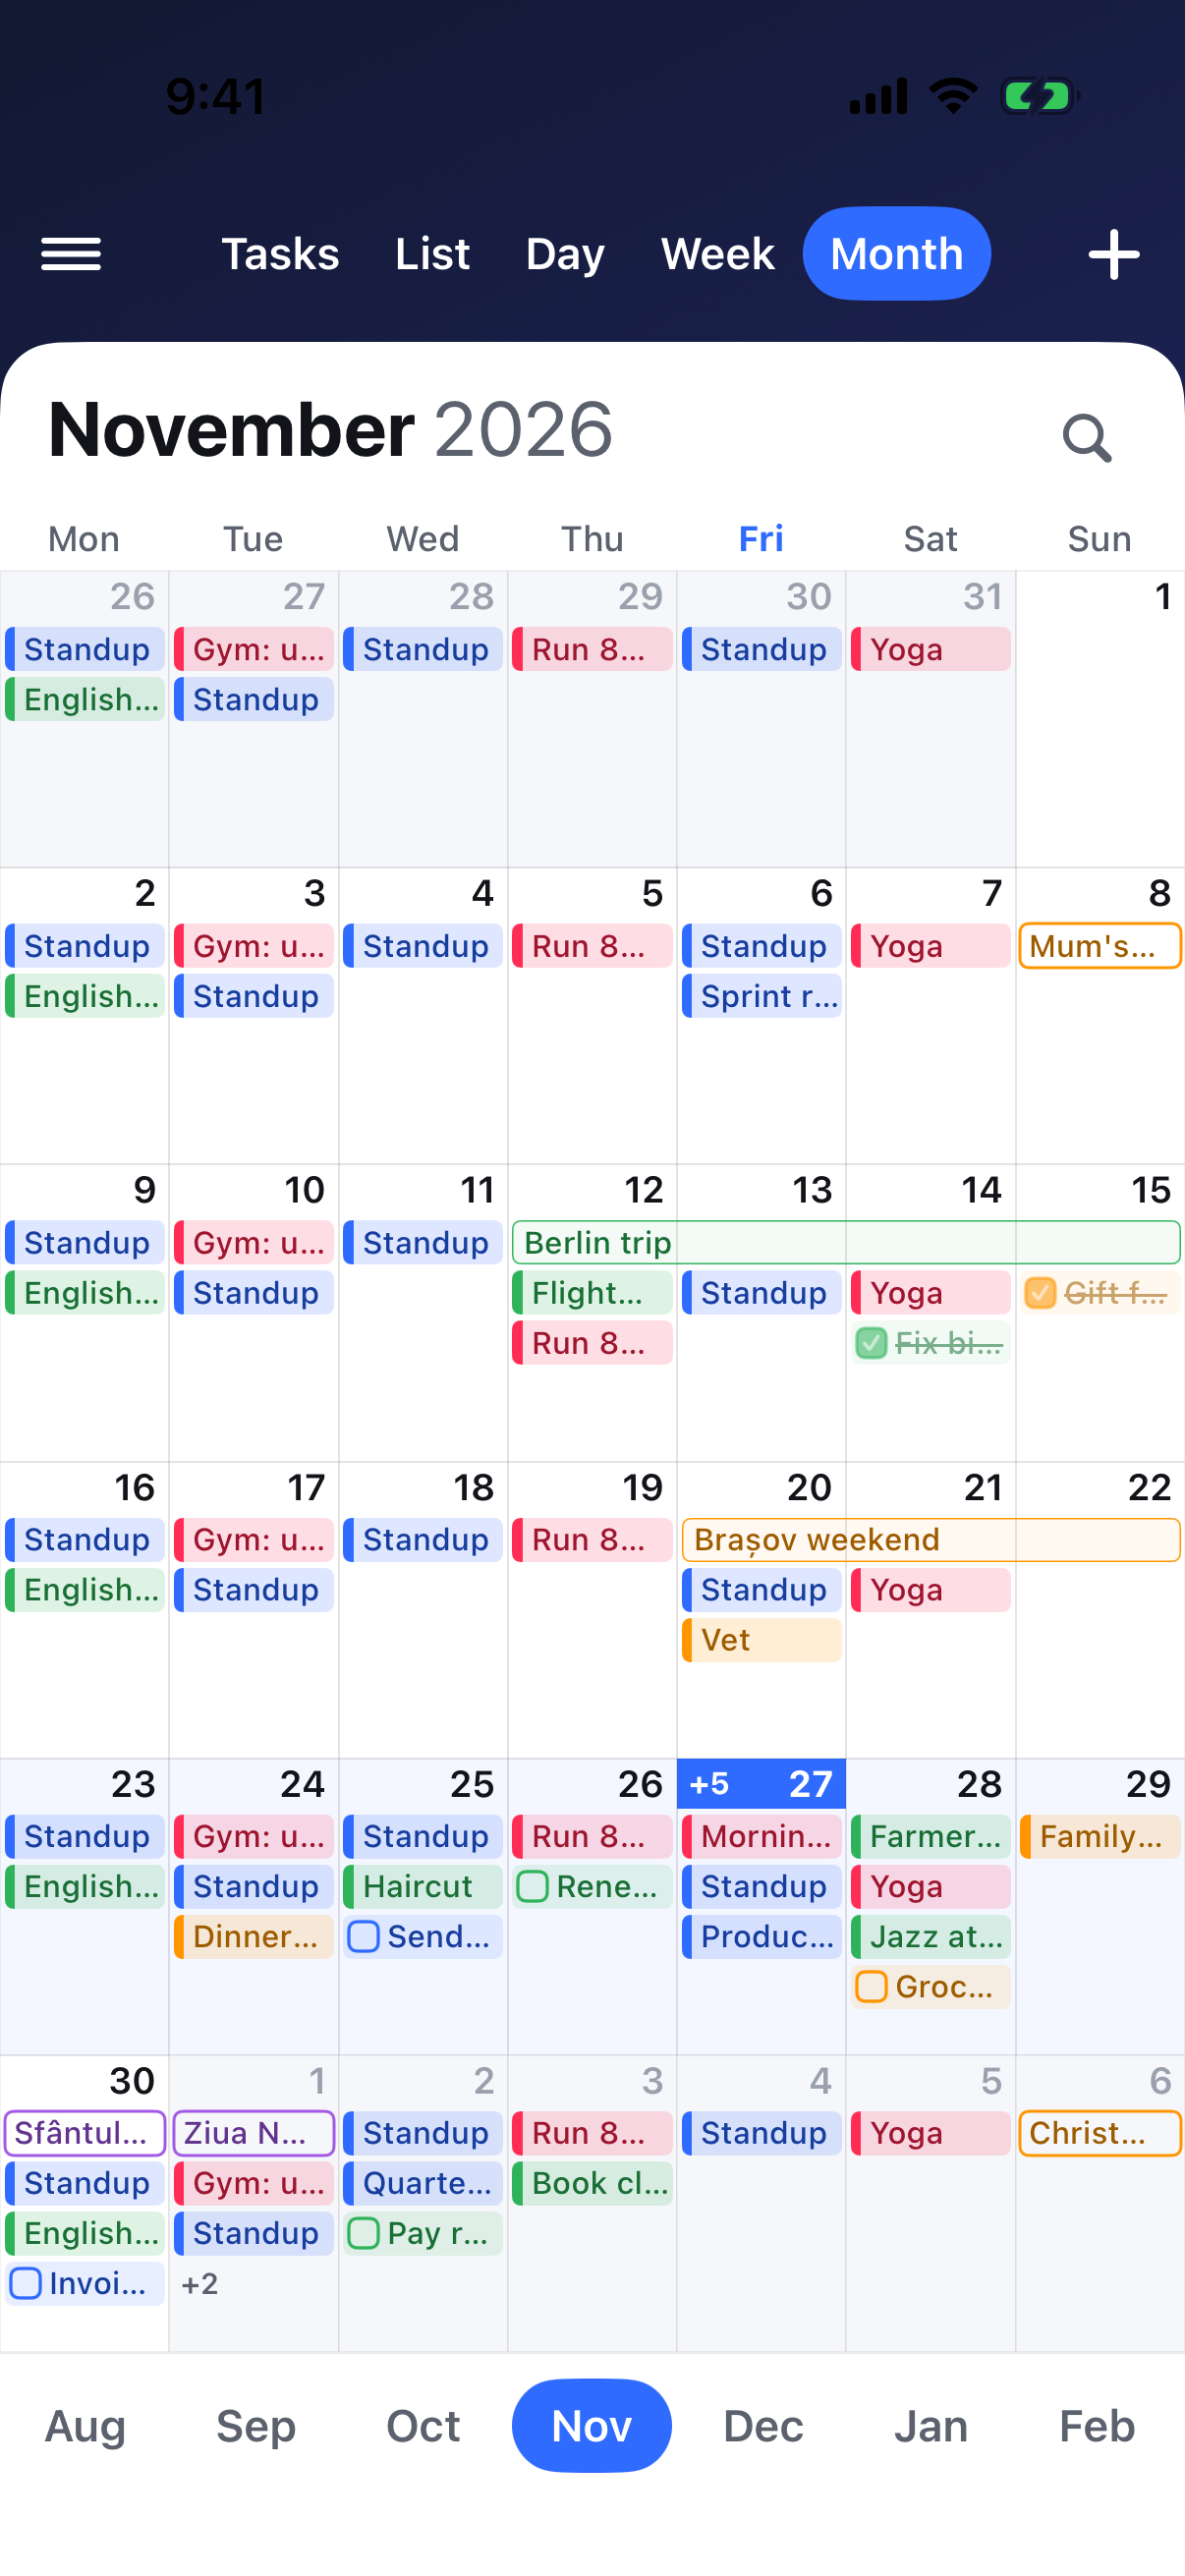 9:41
Tasks List Day Week Month
November 2026
Mon Tue Wed Thu Fri Sat Sun
26 27 28 29 30 31 1
Standup Gym: u... Standup Run 8... Standup Yoga
English... Standup
2 3 4 5 6 7 8
Standup Gym: u... Standup Run 8... Standup Yoga Mum's...
English... Standup Sprint r...
9 10 11 12 13 14 15
Standup Gym: u... Standup Berlin trip
English... Standup Flight... Standup Yoga Gift f...
Run 8... Fix bi...
16 17 18 19 20 21 22
Standup Gym: u... Standup Run 8... Brașov weekend
English... Standup Standup Yoga
Vet
23 24 25 26 +5 27 28 29
Standup Gym: u... Standup Run 8... Mornin... Farmer... Family...
English... Standup Haircut Rene... Standup Yoga
Dinner... Send... Produc... Jazz at...
Groc...
30 1 2 3 4 5 6
Sfântul... Ziua N... Standup Run 8... Standup Yoga Christ...
Standup Gym: u... Quarte... Book cl...
English... Standup Pay r...
Invoi... +2
Aug Sep Oct Nov Dec Jan Feb